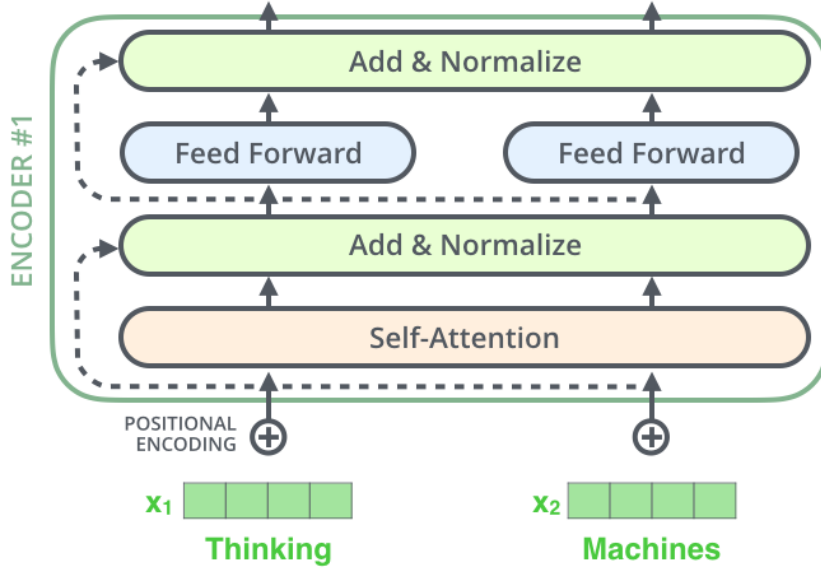 ENCODER #1
Add & Normalize
Feed Forward
Feed Forward
Add & Normalize
Self-Attention
POSITIONAL
ENCODING
x₁
x₂
Thinking
Machines